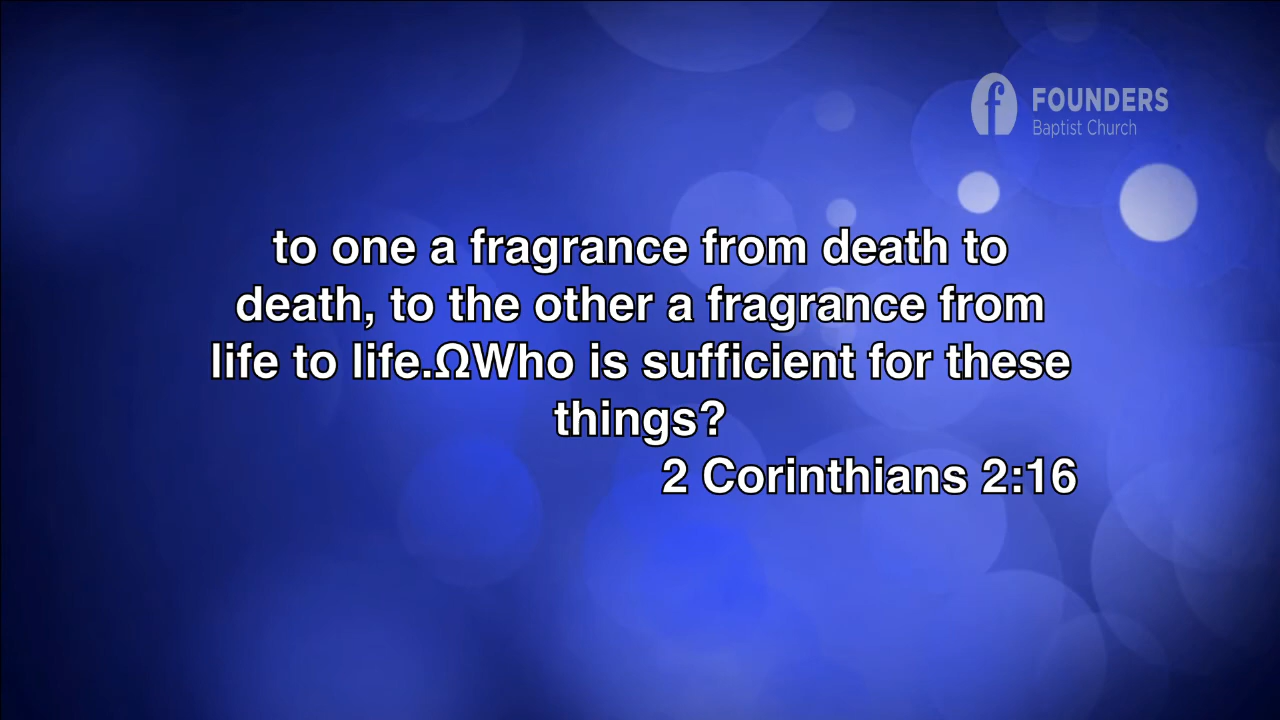 FOUNDERS
Baptist Church
to one a fragrance from death to
death, to the other a fragrance from
life to life.ΩWho is sufficient for these
things?
2 Corinthians 2:16